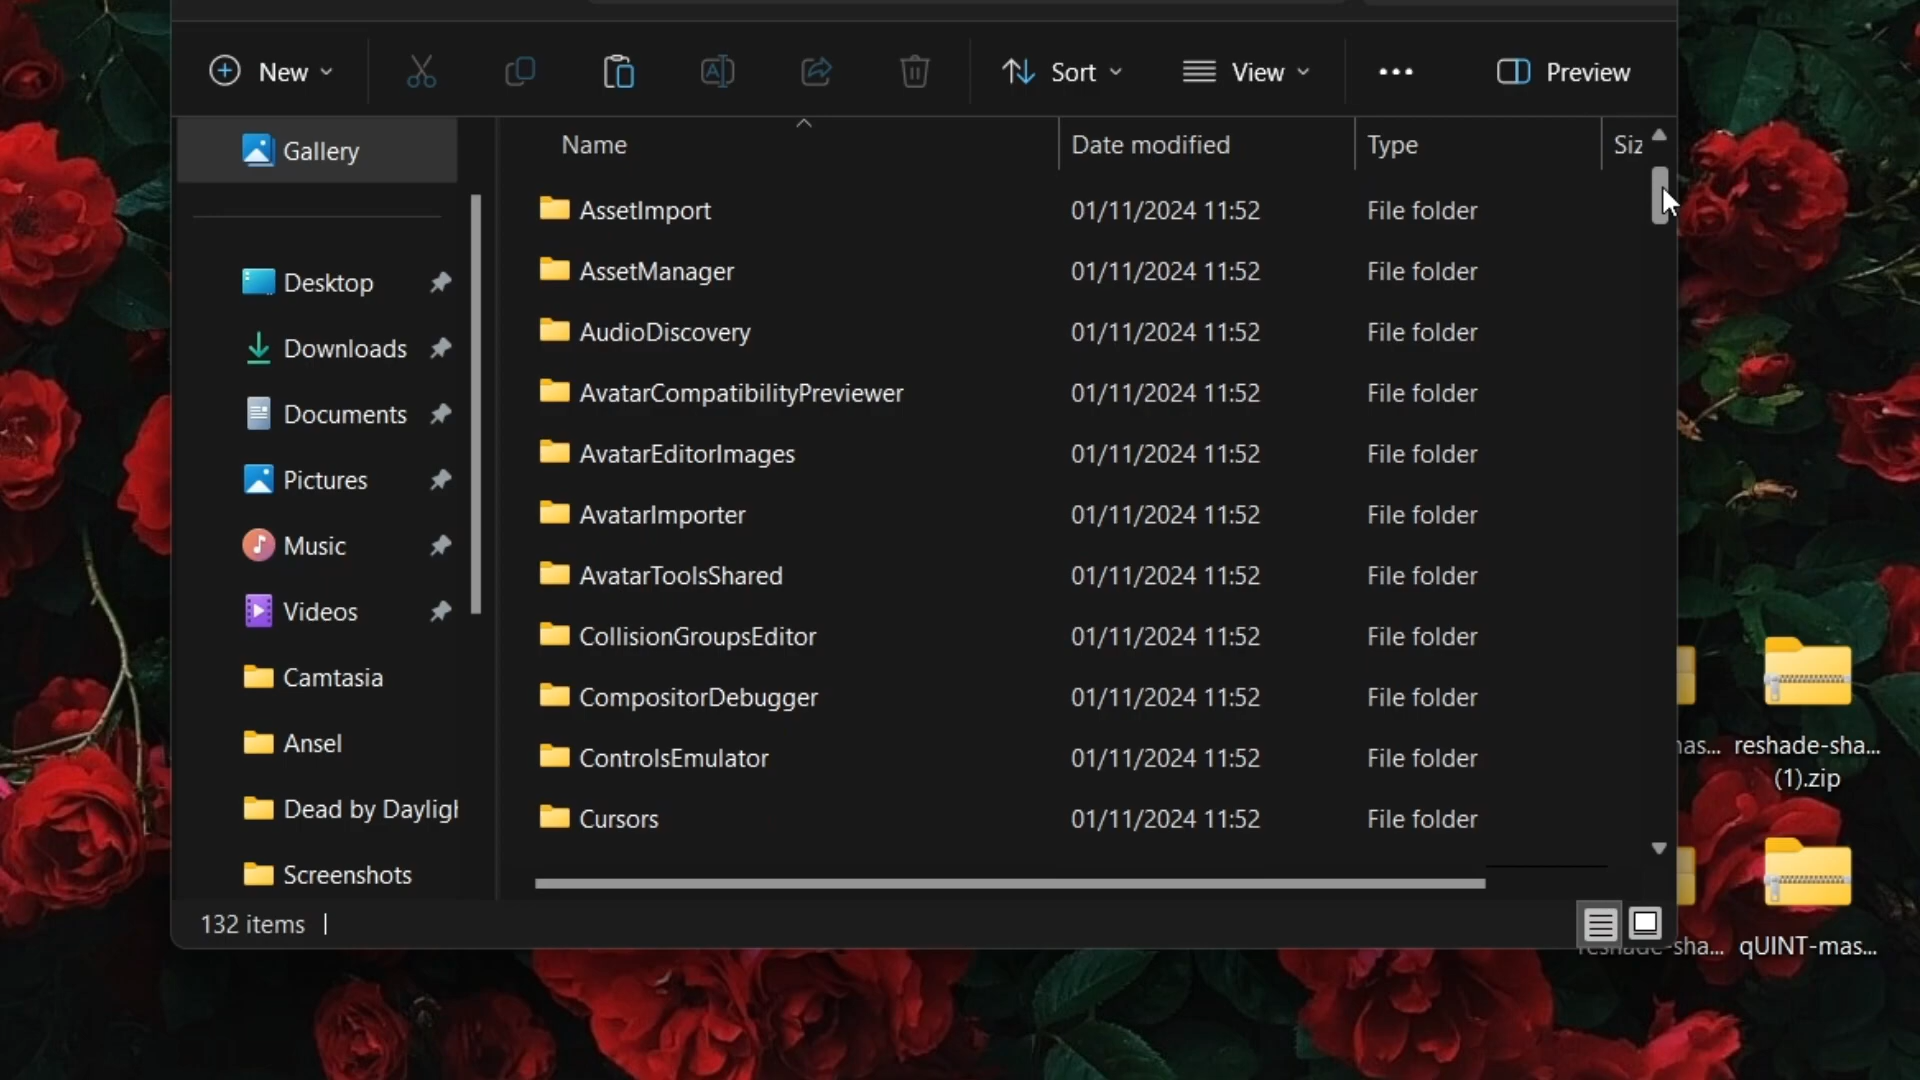 New
Sort
View
Preview
Gallery
Desktop
Downloads
Documents
Pictures
Music
Videos
Camtasia
Ansel
Dead by Dayligh
Screenshots
Name
Date modified
Type
Siz
AssetImport 01/11/2024 11:52 File folder
AssetManager 01/11/2024 11:52 File folder
AudioDiscovery 01/11/2024 11:52 File folder
AvatarCompatibilityPreviewer 01/11/2024 11:52 File folder
AvatarEditorImages 01/11/2024 11:52 File folder
AvatarImporter 01/11/2024 11:52 File folder
AvatarToolsShared 01/11/2024 11:52 File folder
CollisionGroupsEditor 01/11/2024 11:52 File folder
CompositorDebugger 01/11/2024 11:52 File folder
ControlsEmulator 01/11/2024 11:52 File folder
Cursors 01/11/2024 11:52 File folder
132 items
nas...
reshade-sha...
(1).zip
reshade-sha...
qUINT-mas...